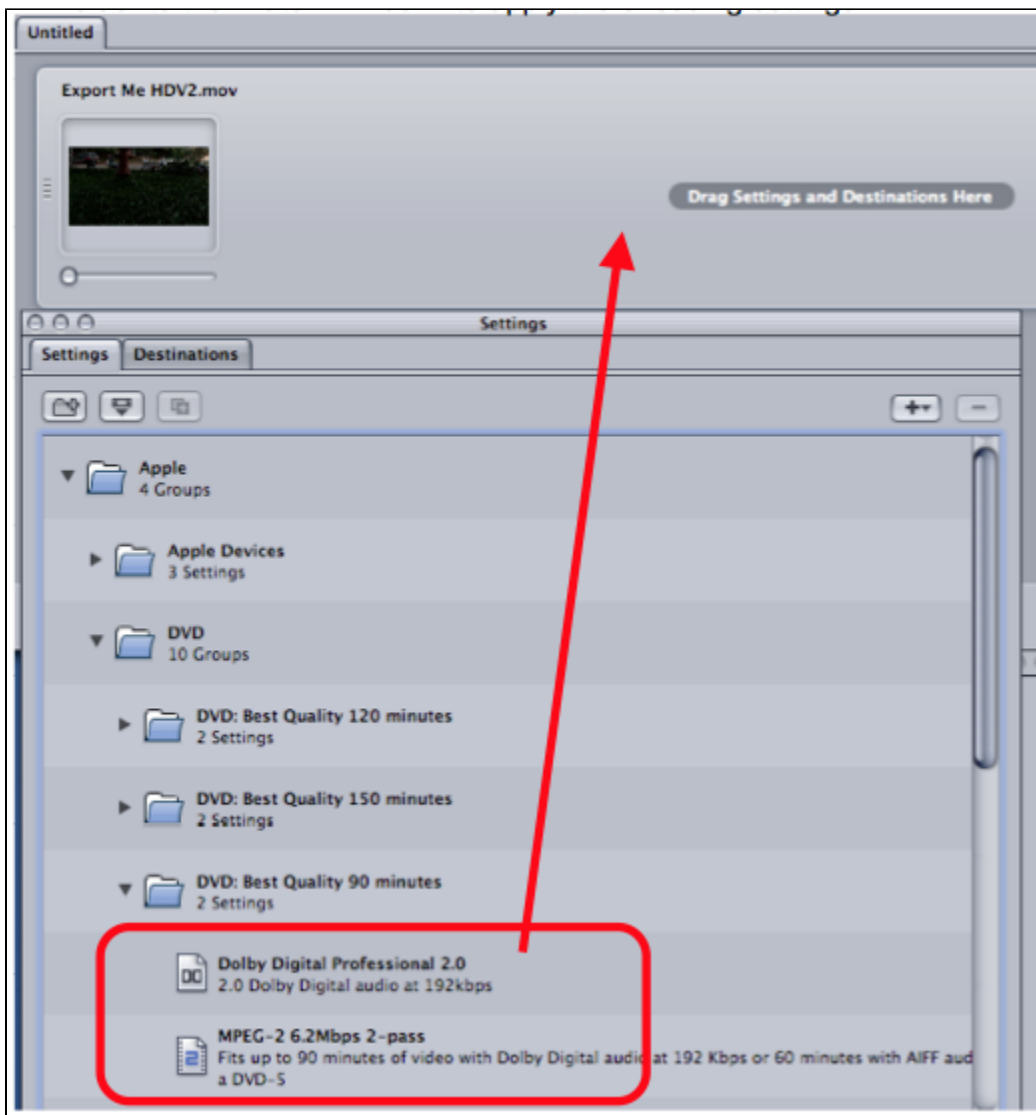 Untitled
Export Me HDV2.mov
Drag Settings and Destinations Here
Settings
Settings Destinations
Apple
4 Groups
Apple Devices
3 Settings
DVD
10 Groups
DVD: Best Quality 120 minutes
2 Settings
DVD: Best Quality 150 minutes
2 Settings
DVD: Best Quality 90 minutes
2 Settings
Dolby Digital Professional 2.0
2.0 Dolby Digital audio at 192kbps
MPEG-2 6.2Mbps 2-pass
Fits up to 90 minutes of video with Dolby Digital audio at 192 Kbps or 60 minutes with AIFF aud
a DVD-5